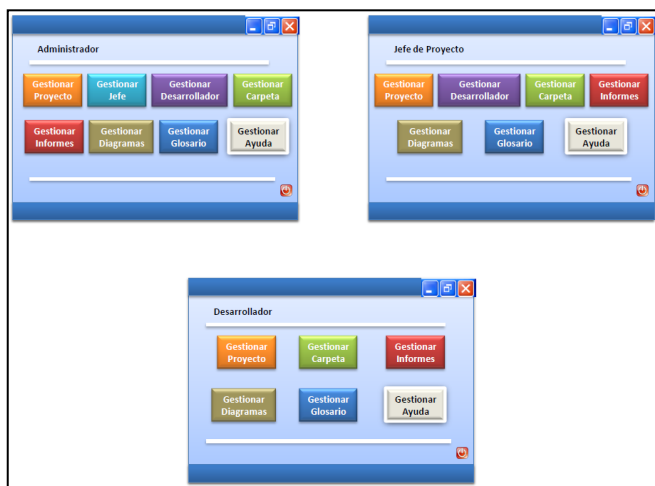 Administrador
Gestionar Proyecto
Gestionar Jefe
Gestionar Desarrollador
Gestionar Carpeta
Gestionar Informes
Gestionar Diagramas
Gestionar Glosario
Gestionar Ayuda
Jefe de Proyecto
Gestionar Proyecto
Gestionar Desarrollador
Gestionar Carpeta
Gestionar Informes
Gestionar Diagramas
Gestionar Glosario
Gestionar Ayuda
Desarrollador
Gestionar Proyecto
Gestionar Carpeta
Gestionar Informes
Gestionar Diagramas
Gestionar Glosario
Gestionar Ayuda